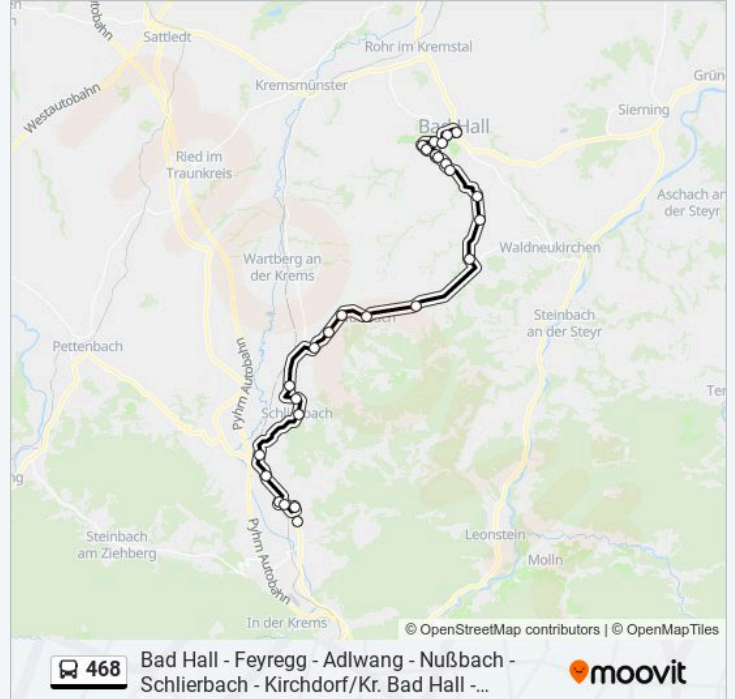 Sattledt
Rohr im Kremstal
Westautobahn
Kremsmünster
Grün
Sierning
Bad Hall
Ried im
Traunkreis
Aschach an
der Steyr
Waldneukirchen
Wartberg an
der Krems
Steinbach
an der Steyr
Pettenbach
Pyhrn Autobahn
Ter
Schlierbach
Steinbach
am Ziehberg
Pyhrn Autobahn
Leonstein
Molln
In der Krems
© OpenStreetMap contributors | © OpenMapTiles
468
Bad Hall - Feyregg - Adlwang - Nußbach -
Schlierbach - Kirchdorf/Kr. Bad Hall -...
moovit